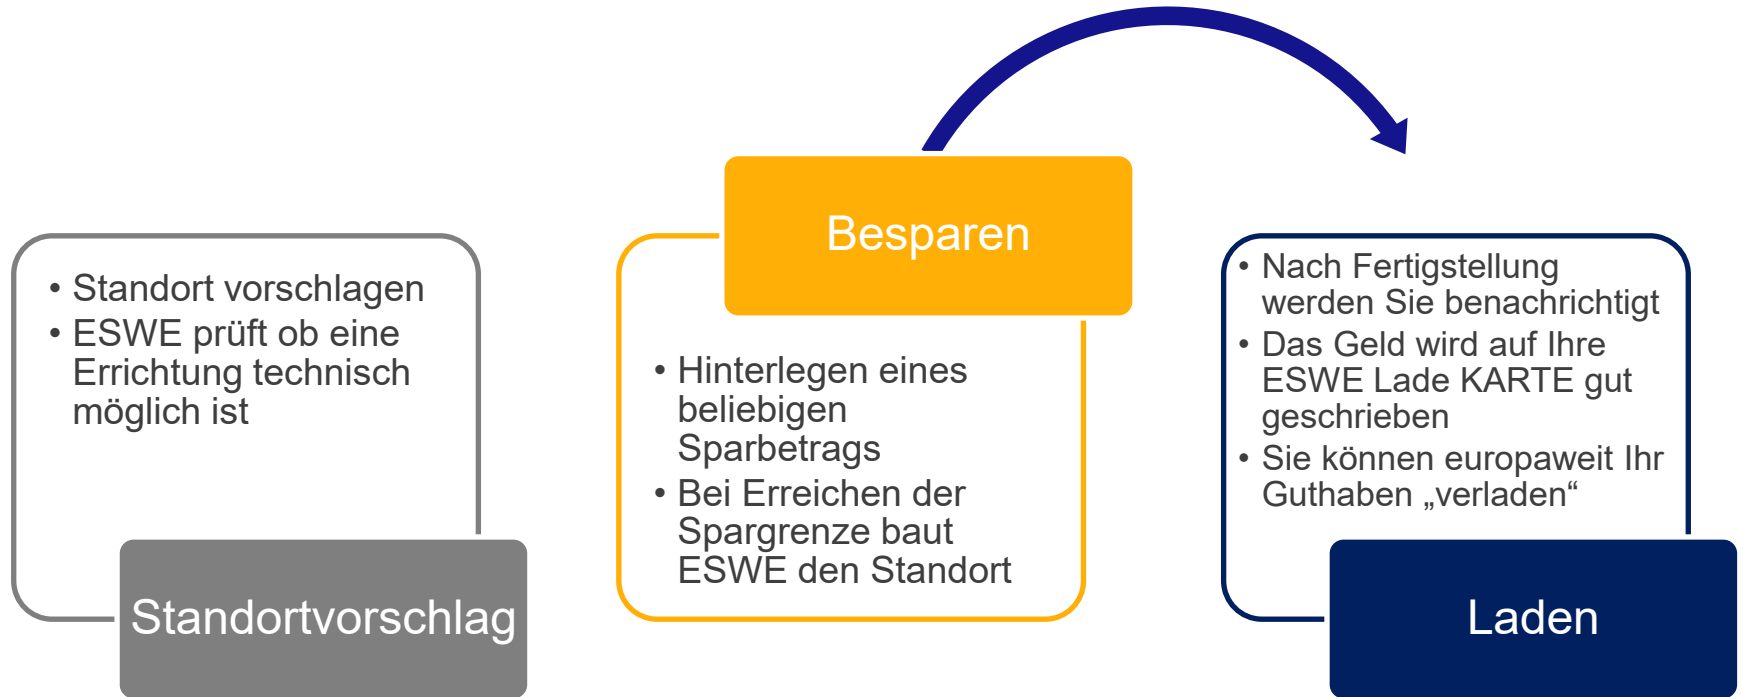 • Standort vorschlagen
• ESWE prüft ob eine
Errichtung technisch
möglich ist
Standortvorschlag
Besparen
• Hinterlegen eines
beliebigen
Sparbetrags
• Bei Erreichen der
Spargrenze baut
ESWE den Standort
• Nach Fertigstellung
werden Sie benachrichtigt
• Das Geld wird auf Ihre
ESWE Lade KARTE gut
geschrieben
• Sie können europaweit Ihr
Guthaben „verladen“
Laden